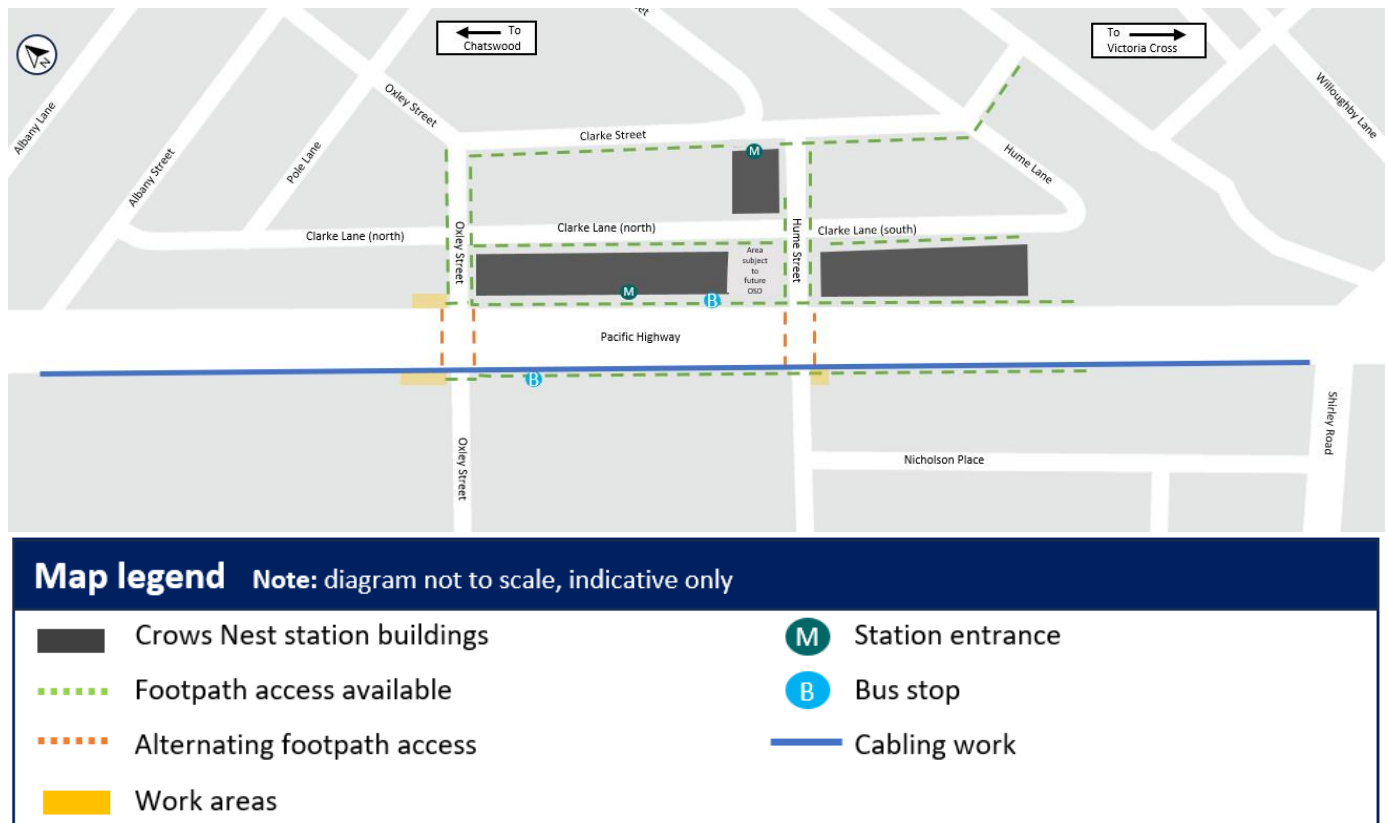 To
Chatswood
To
Victoria Cross
N
Albany Lane
Oxley Street
Willoughby Lane
Clarke Street
M
Albany Street
Pole Lane
Hume Lane
Clarke Lane (north)
Oxley Street
Clarke Lane (north)
Hume Street
Clarke Lane (south)
Area
subject
to
future
OSD
M
B
Pacific Highway
B
Shirley Road
Oxley Street
Nicholson Place
Map legend Note: diagram not to scale, indicative only
Crows Nest station buildings
M Station entrance
Footpath access available
B Bus stop
Alternating footpath access
Cabling work
Work areas